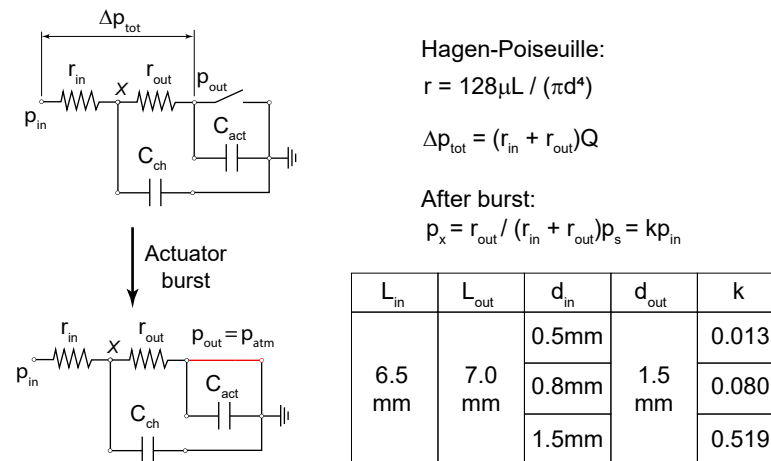 Δp_tot
r_in
r_out
p_out
X
p_in
C_act
C_ch
Actuator
burst
r_in
r_out
p_out = p_atm
X
p_in
C_act
C_ch
Hagen-Poiseuille:
r = 128μL / (πd⁴)
Δp_tot = (r_in + r_out)Q
After burst:
p_x = r_out / (r_in + r_out)p_s = kp_in
L_in L_out d_in d_out k
0.5mm 0.013
6.5 mm 7.0 mm 0.8mm 1.5 mm 0.080
1.5mm 0.519